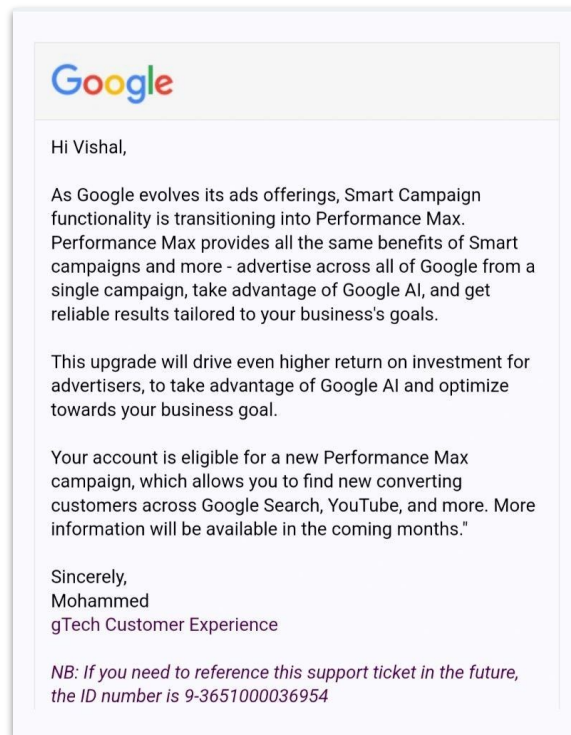 Google
Hi Vishal,
As Google evolves its ads offerings, Smart Campaign
functionality is transitioning into Performance Max.
Performance Max provides all the same benefits of Smart
campaigns and more - advertise across all of Google from a
single campaign, take advantage of Google AI, and get
reliable results tailored to your business's goals.
This upgrade will drive even higher return on investment for
advertisers, to take advantage of Google AI and optimize
towards your business goal.
Your account is eligible for a new Performance Max
campaign, which allows you to find new converting
customers across Google Search, YouTube, and more. More
information will be available in the coming months."
Sincerely,
Mohammed
gTech Customer Experience
NB: If you need to reference this support ticket in the future,
the ID number is 9-3651000036954